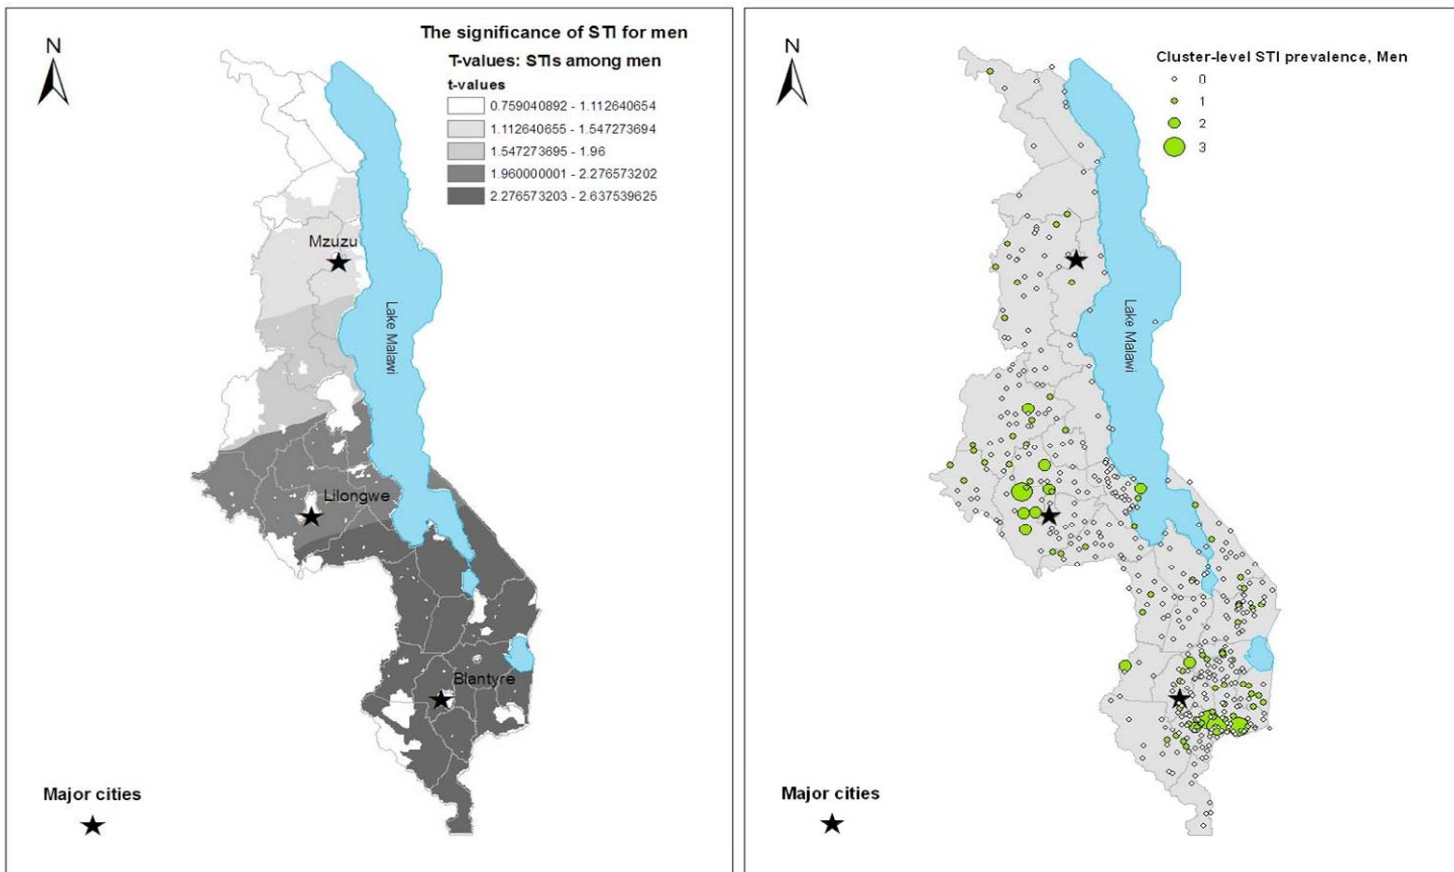 The significance of STI for men
N
T-values: STIs among men
t-values
0.759040892 - 1.112640654
1.112640655 - 1.547273694
1.547273695 - 1.96
1.960000001 - 2.276573202
2.276573203 - 2.637539625
Mzuzu
Lake Malawi
Lilongwe
Blantyre
Major cities
N
Cluster-level STI prevalence, Men
0
1
2
3
Lake Malawi
Major cities